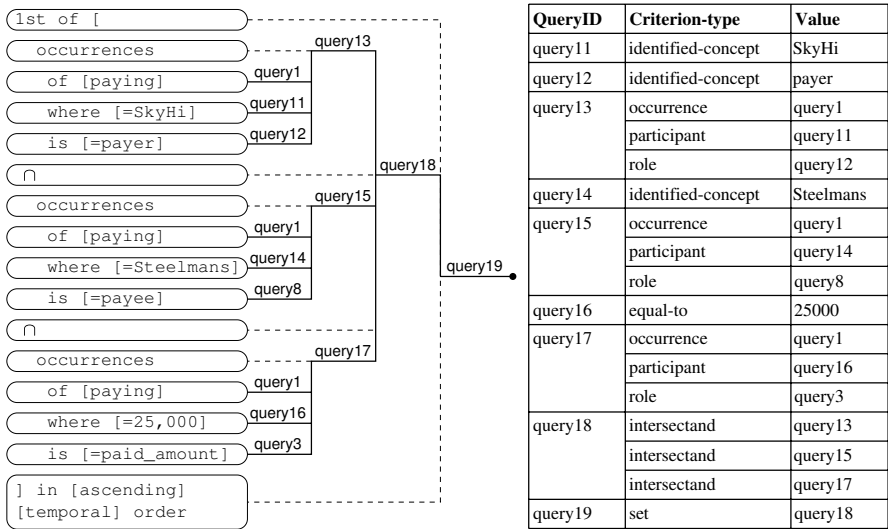 1st of [
occurrences
query13
of [paying]
query1
where [=SkyHi]
query11
is [=payer]
query12
∩
query18
occurrences
query15
of [paying]
query1
where [=Steelmans]
query14
query19
is [=payee]
query8
∩
occurrences
query17
of [paying]
query1
where [=25,000]
query16
is [=paid_amount]
query3
] in [ascending]
[temporal] order
QueryID Criterion-type Value
query11 identified-concept SkyHi
query12 identified-concept payer
query13 occurrence query1
participant query11
role query12
query14 identified-concept Steelmans
query15 occurrence query1
participant query14
role query8
query16 equal-to 25000
query17 occurrence query1
participant query16
role query3
query18 intersectand query13
intersectand query15
intersectand query17
query19 set query18